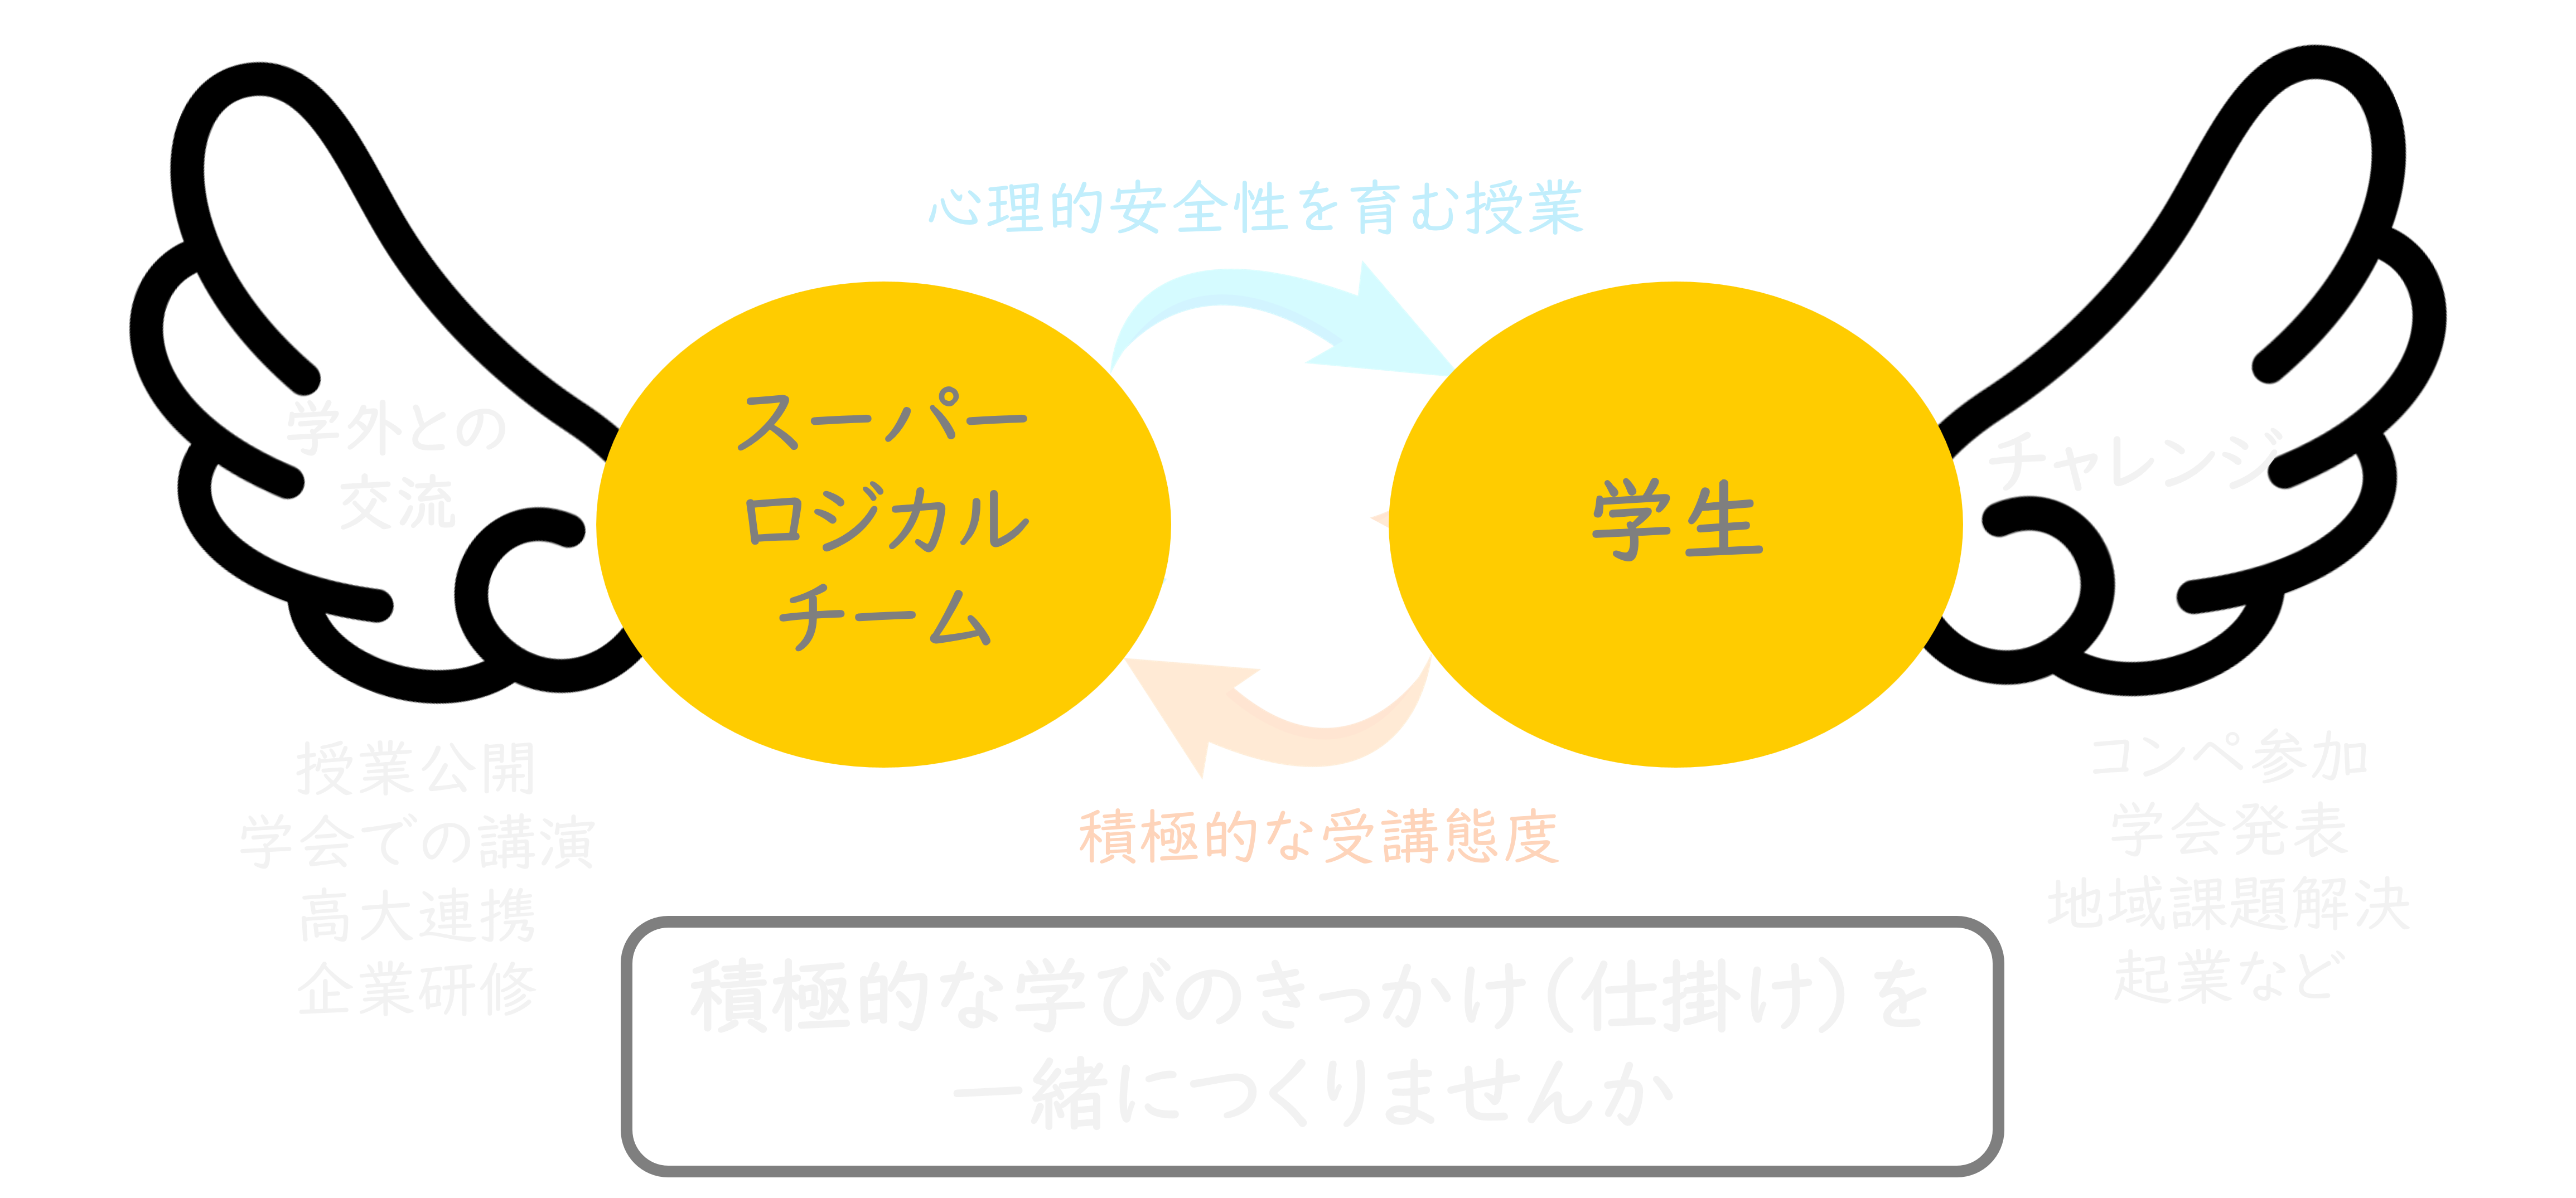 心理的安全性を育む授業
スーパー
ロジカル
チーム
学生
学外との
交流
チャレンジ
積極的な受講態度
授業公開
学会での講演
高大連携
企業研修
コンペ参加
学会発表
地域課題解決
起業など
積極的な学びのきっかけ(仕掛け)を
一緒につくりませんか